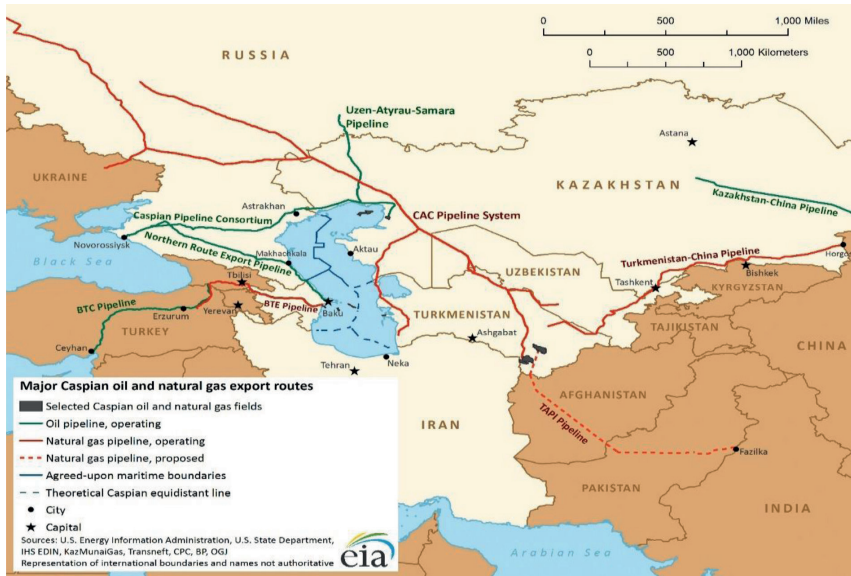 0 500 1,000 Miles
0 500 1,000 Kilometers
RUSSIA
Uzen-Atyrau-Samara
Pipeline
Astana
UKRAINE
KAZAKHSTAN
Kazakhstan-China Pipeline
Astrakhan
Caspian Pipeline Consortium
CAC Pipeline System
Novorossiysk
Northern Route Export Pipeline
Makhachkala
Aktau
Black Sea
Turkmenistan-China Pipeline
Horgos
UZBEKISTAN
Bishkek
Tbilisi
Tashkent
KYRGYZSTAN
BTC Pipeline
Erzurum
Yerevan
BTE Pipeline
Baku
TURKMENISTAN
TURKEY
Ashgabat
TAJIKISTAN
CHINA
Ceyhan
Neka
Tehran
AFGHANISTAN
IRAN
TAPI Pipeline
Fazilka
PAKISTAN
INDIA
Arabian Sea
Major Caspian oil and natural gas export routes
Selected Caspian oil and natural gas fields
Oil pipeline, operating
Natural gas pipeline, operating
Natural gas pipeline, proposed
Agreed-upon maritime boundaries
Theoretical Caspian equidistant line
City
Capital
Sources: U.S. Energy Information Administration, U.S. State Department,
IHS EDIN, KazMunaiGas, Transneft, CPC, BP, OGJ
Representation of international boundaries and names not authoritative
eia